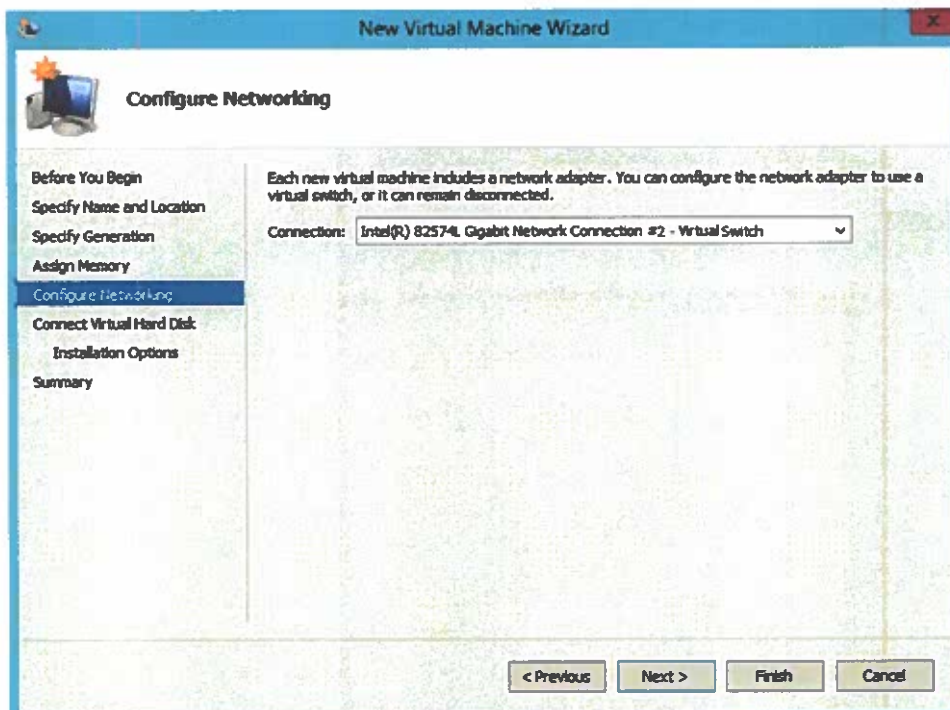 New Virtual Machine Wizard
x
Configure Networking
Before You Begin
Specify Name and Location
Specify Generation
Assign Memory
Configure Networking
Connect Virtual Hard Disk
Installation Options
Summary
Each new virtual machine includes a network adapter. You can configure the network adapter to use a
virtual switch, or it can remain disconnected.
Connection: Intel(R) 82574L Gigabit Network Connection #2 - Virtual Switch
< Previous Next > Finish Cancel